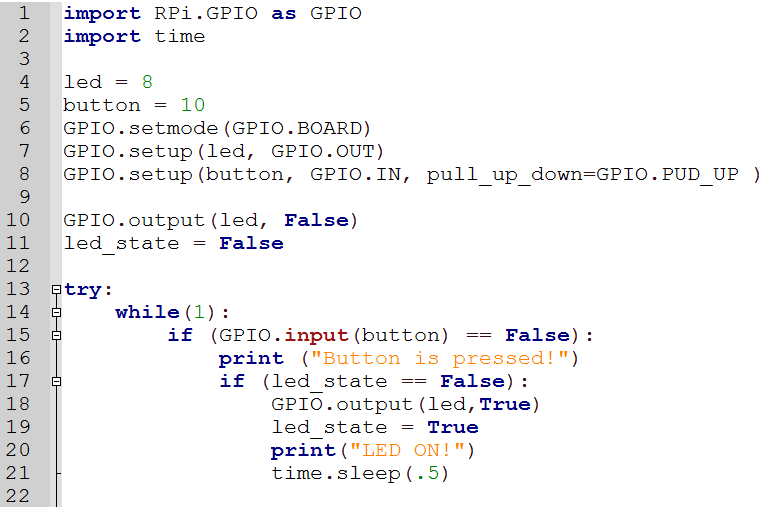 1 import RPi.GPIO as GPIO
2 import time
3
4 led = 8
5 button = 10
6 GPIO.setmode(GPIO.BOARD)
7 GPIO.setup(led, GPIO.OUT)
8 GPIO.setup(button, GPIO.IN, pull_up_down=GPIO.PUD_UP )
9
10 GPIO.output(led, False)
11 led_state = False
12
13 try:
14     while(1):
15         if (GPIO.input(button) == False):
16             print ("Button is pressed!")
17             if (led_state == False):
18                 GPIO.output(led,True)
19                 led_state = True
20                 print("LED ON!")
21                 time.sleep(.5)
22